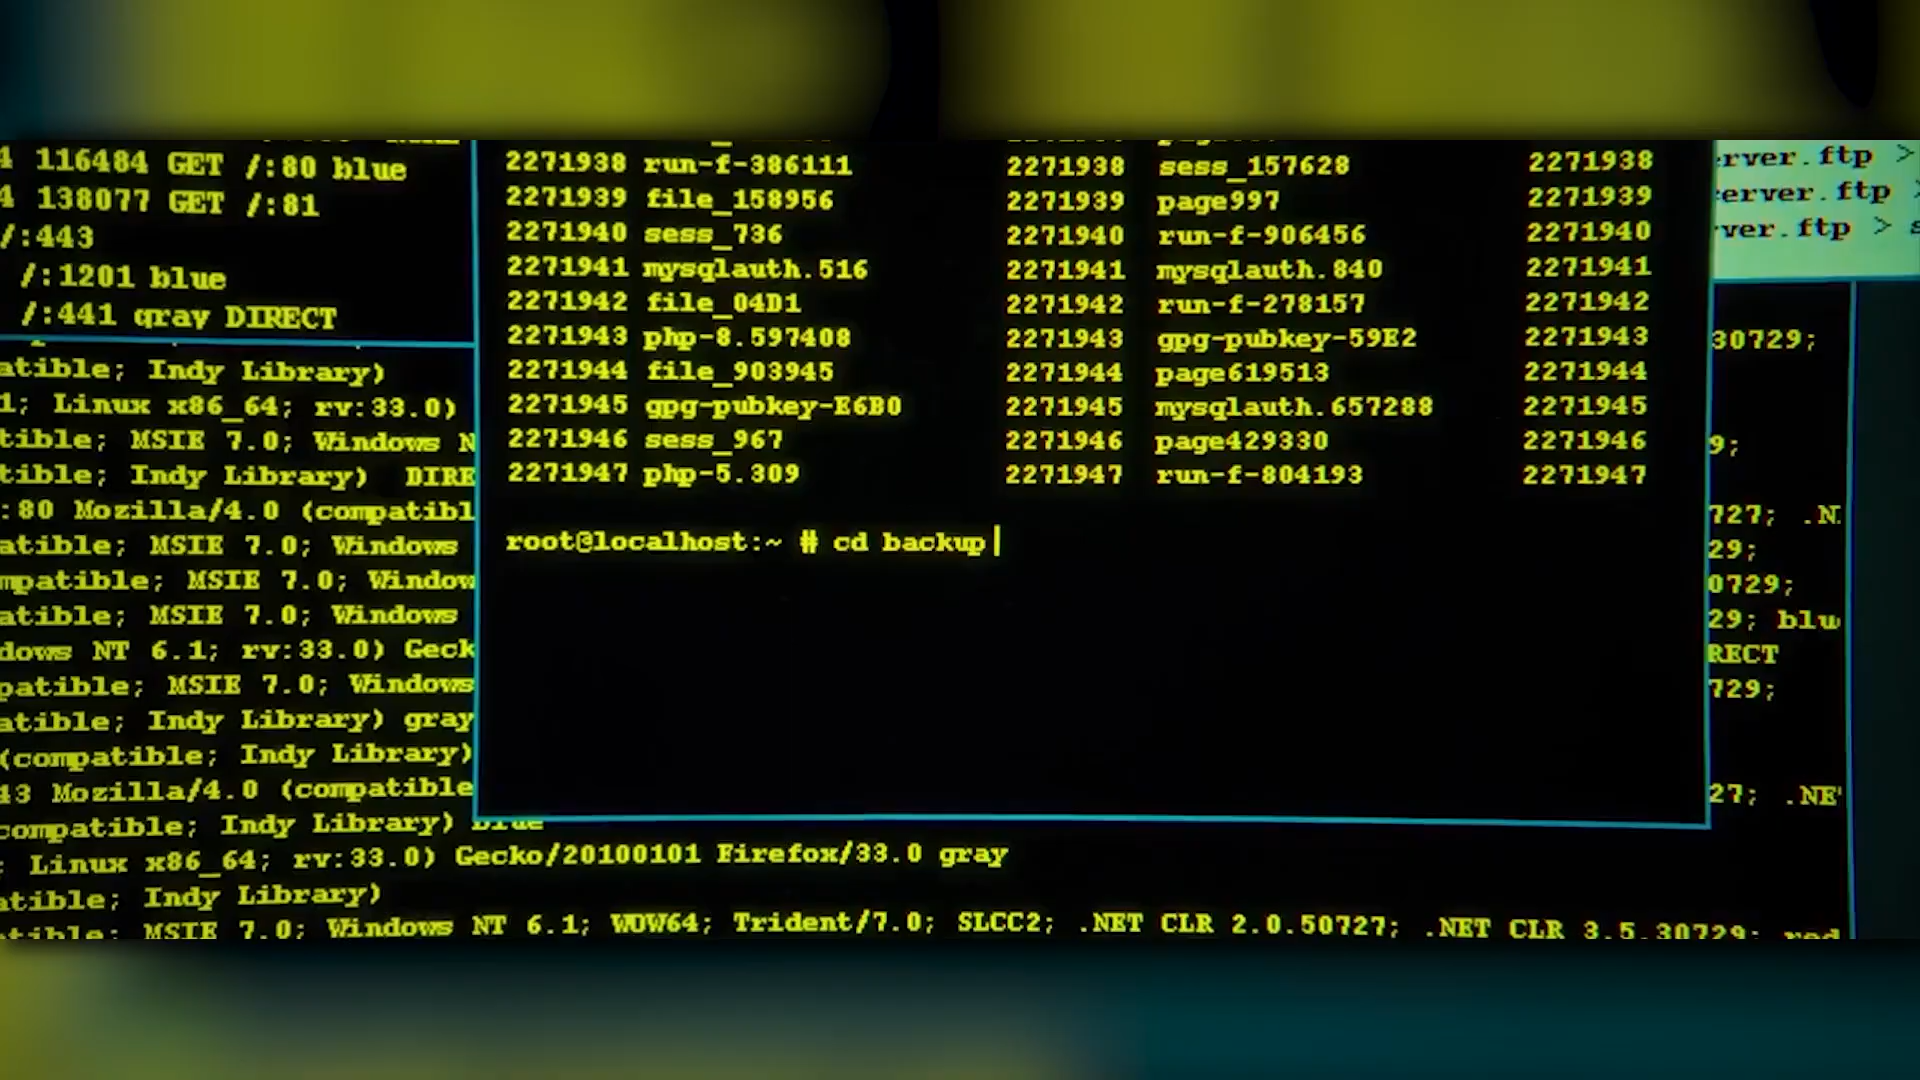 4 116484 GET /:80 blue
4 138077 GET /:81
/:443
/:1201 blue
/:441 gray DIRECT
atible; Indy Library)
1; Linux x86_64; rv:33.0)
tible; MSIE 7.0; Windows N
tible; Indy Library) DIRE
:80 Mozilla/4.0 (compatibl
atible; MSIE 7.0; Windows
mpatible; MSIE 7.0; Window
atible; MSIE 7.0; Windows
dows NT 6.1; rv:33.0) Geck
patible; MSIE 7.0; Windows
atible; Indy Library) gray
(compatible; Indy Library)
43 Mozilla/4.0 (compatible
compatible; Indy Library) blue
; Linux x86_64; rv:33.0) Gecko/20100101 Firefox/33.0 gray
atible; Indy Library)
atible; MSIE 7.0; Windows NT 6.1; WOW64; Trident/7.0; SLCC2; .NET CLR 2.0.50727; .NET CLR 3.5.30729; red
2271938 run-f-386111 2271938 sess_157628 2271938
2271939 file_158956 2271939 page997 2271939
2271940 sess_736 2271940 run-f-906456 2271940
2271941 mysqlauth.516 2271941 mysqlauth.840 2271941
2271942 file_04D1 2271942 run-f-278157 2271942
2271943 php-8.597408 2271943 gpg-pubkey-59E2 2271943
2271944 file_903945 2271944 page619513 2271944
2271945 gpg-pubkey-E6B0 2271945 mysqlauth.657288 2271945
2271946 sess_967 2271946 page429330 2271946
2271947 php-5.309 2271947 run-f-804193 2271947
root@localhost:~ # cd backup
rver.ftp >
erver.ftp >
ver.ftp > s
30729;
9;
727; .N
29;
0729;
29; blu
RECT
729;
27; .NE